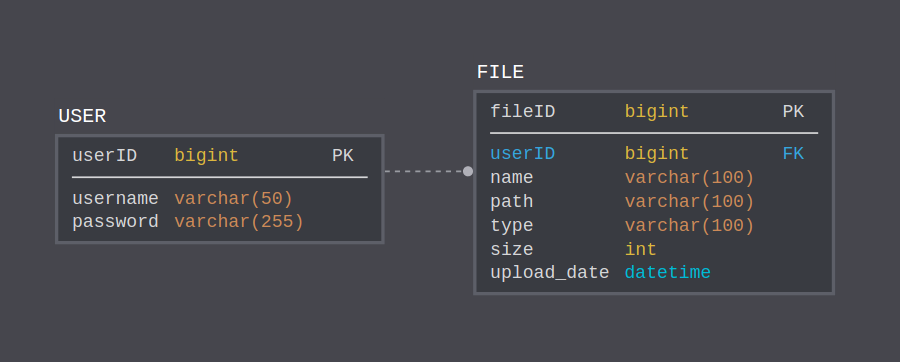 USER
userID bigint PK
username varchar(50)
password varchar(255)
FILE
fileID bigint PK
userID bigint FK
name varchar(100)
path varchar(100)
type varchar(100)
size int
upload_date datetime